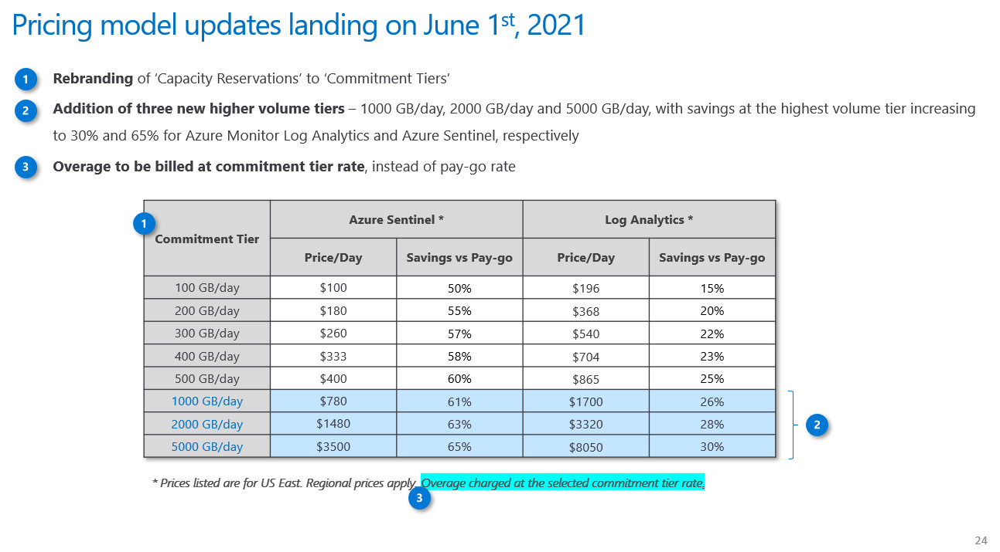 Pricing model updates landing on June 1st, 2021
1 Rebranding of ‘Capacity Reservations’ to ‘Commitment Tiers’
2 Addition of three new higher volume tiers – 1000 GB/day, 2000 GB/day and 5000 GB/day, with savings at the highest volume tier increasing
to 30% and 65% for Azure Monitor Log Analytics and Azure Sentinel, respectively
3 Overage to be billed at commitment tier rate, instead of pay-go rate
1 Commitment Tier Azure Sentinel * Log Analytics *
Price/Day Savings vs Pay-go Price/Day Savings vs Pay-go
100 GB/day $100 50% $196 15%
200 GB/day $180 55% $368 20%
300 GB/day $260 57% $540 22%
400 GB/day $333 58% $704 23%
500 GB/day $400 60% $865 25%
1000 GB/day $780 61% $1700 26%
2000 GB/day $1480 63% $3320 28%
2
5000 GB/day $3500 65% $8050 30%
* Prices listed are for US East. Regional prices apply. Overage charged at the selected commitment tier rate.
3
24